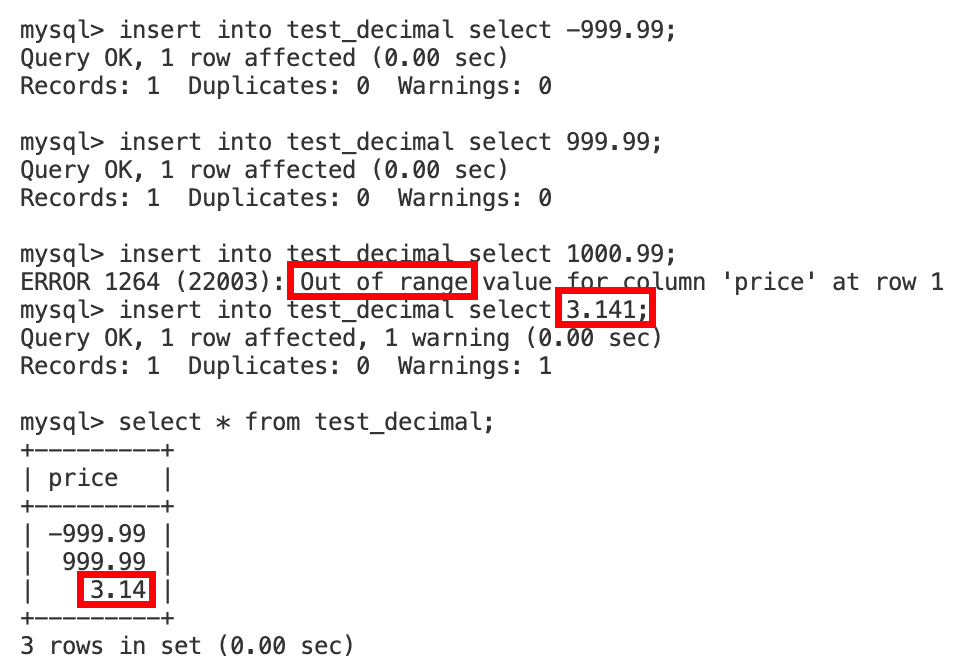 mysql> insert into test_decimal select -999.99;
Query OK, 1 row affected (0.00 sec)
Records: 1  Duplicates: 0  Warnings: 0
mysql> insert into test_decimal select 999.99;
Query OK, 1 row affected (0.00 sec)
Records: 1  Duplicates: 0  Warnings: 0
mysql> insert into test_decimal select 1000.99;
ERROR 1264 (22003): Out of range value for column 'price' at row 1
mysql> insert into test_decimal select 3.141;
Query OK, 1 row affected, 1 warning (0.00 sec)
Records: 1  Duplicates: 0  Warnings: 1
mysql> select * from test_decimal;
+---------+
| price   |
+---------+
| -999.99 |
|  999.99 |
|    3.14 |
+---------+
3 rows in set (0.00 sec)